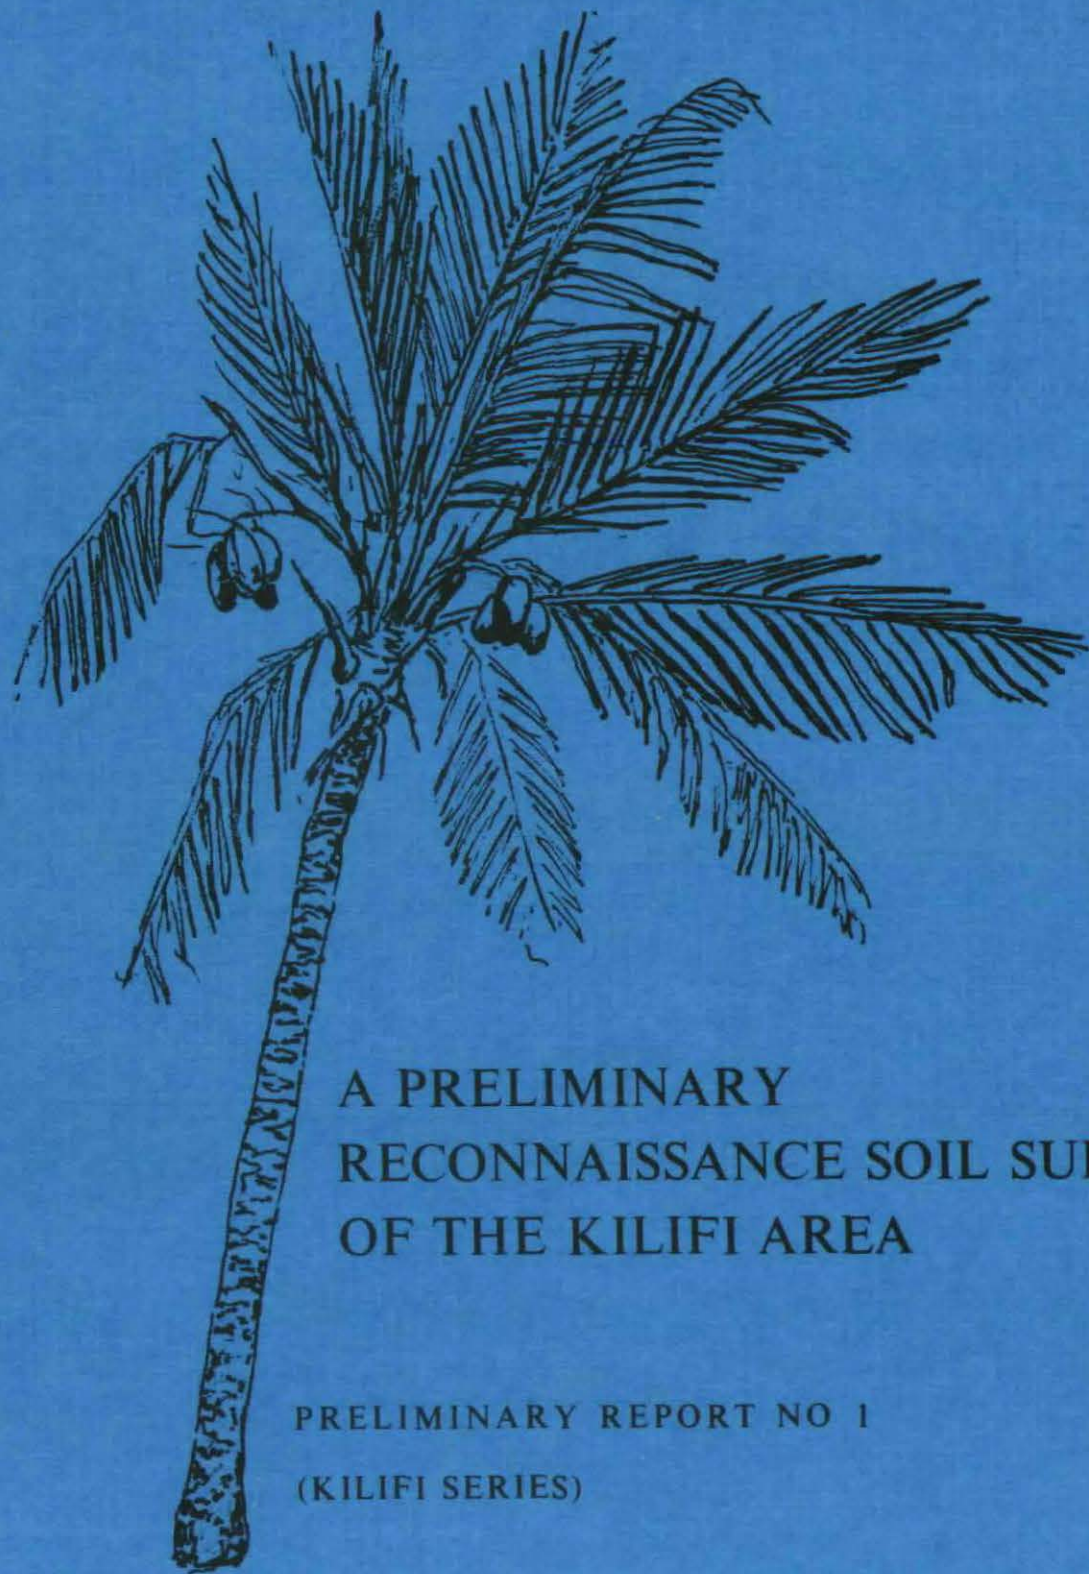 A PRELIMINARY
RECONNAISSANCE SOIL
OF THE KILIFI AREA
PRELIMINARY REPORT NO 1
(KILIFI SERIES)